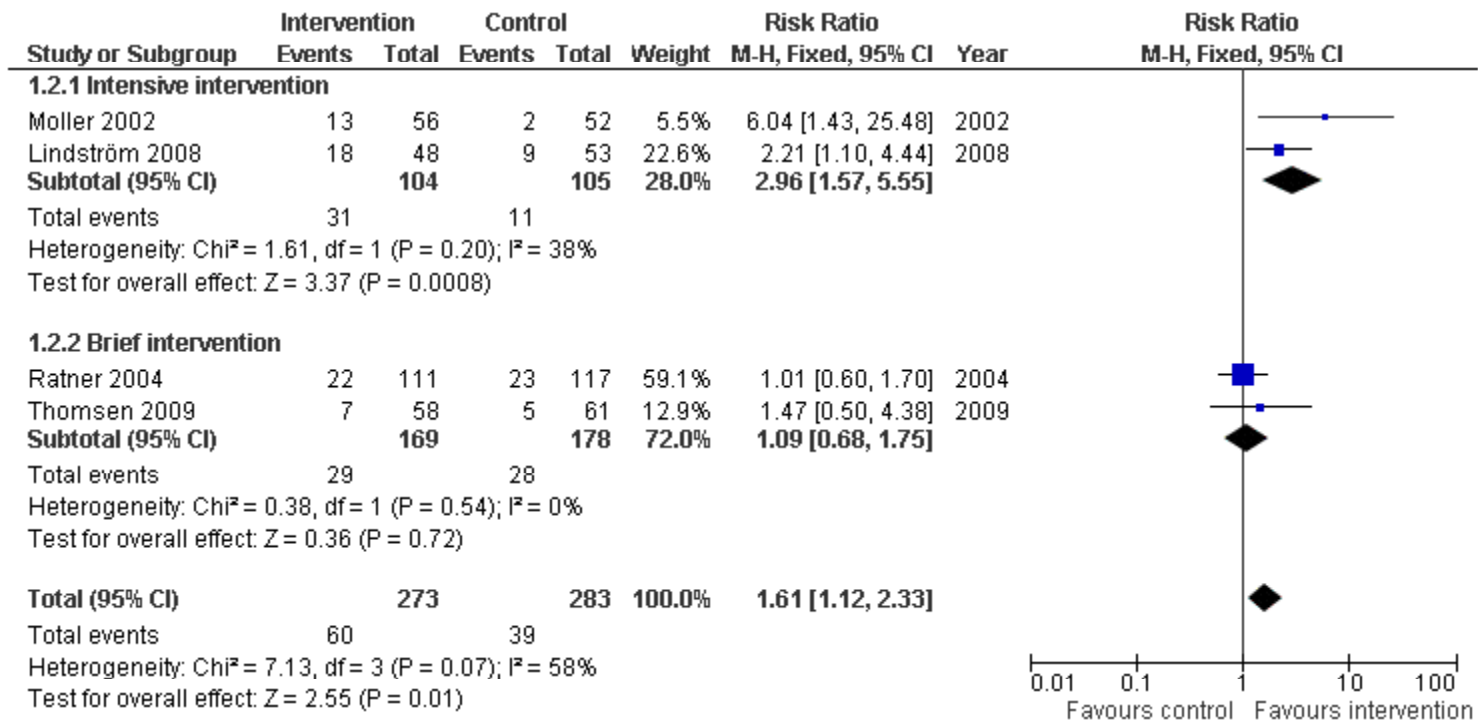 Intervention Control Risk Ratio Risk Ratio
Study or Subgroup Events Total Events Total Weight M-H, Fixed, 95% CI Year M-H, Fixed, 95% CI
1.2.1 Intensive intervention
Moller 2002 13 56 2 52 5.5% 6.04 [1.43, 25.48] 2002
Lindström 2008 18 48 9 53 22.6% 2.21 [1.10, 4.44] 2008
Subtotal (95% CI) 104 105 28.0% 2.96 [1.57, 5.55]
Total events 31 11
Heterogeneity: Chi² = 1.61, df = 1 (P = 0.20); I² = 38%
Test for overall effect: Z = 3.37 (P = 0.0008)
1.2.2 Brief intervention
Ratner 2004 22 111 23 117 59.1% 1.01 [0.60, 1.70] 2004
Thomsen 2009 7 58 5 61 12.9% 1.47 [0.50, 4.38] 2009
Subtotal (95% CI) 169 178 72.0% 1.09 [0.68, 1.75]
Total events 29 28
Heterogeneity: Chi² = 0.38, df = 1 (P = 0.54); I² = 0%
Test for overall effect: Z = 0.36 (P = 0.72)
Total (95% CI) 273 283 100.0% 1.61 [1.12, 2.33]
Total events 60 39
Heterogeneity: Chi² = 7.13, df = 3 (P = 0.07); I² = 58%
Test for overall effect: Z = 2.55 (P = 0.01)
0.01 0.1 1 10 100
Favours control Favours intervention